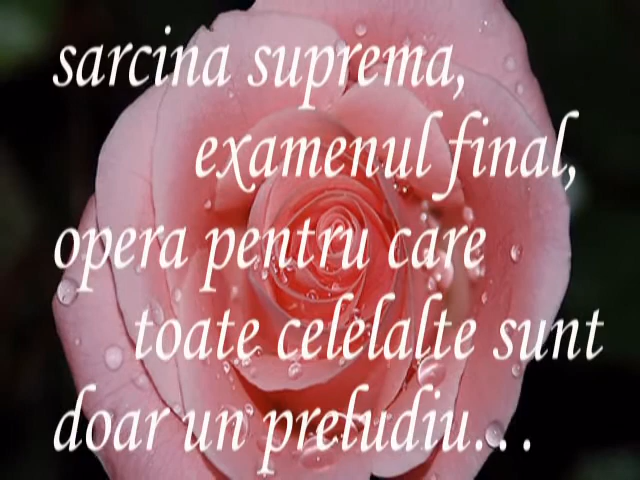 sarcina suprema,
examenul final,
opera pentru care
toate celelalte sunt
doar un preludiu...